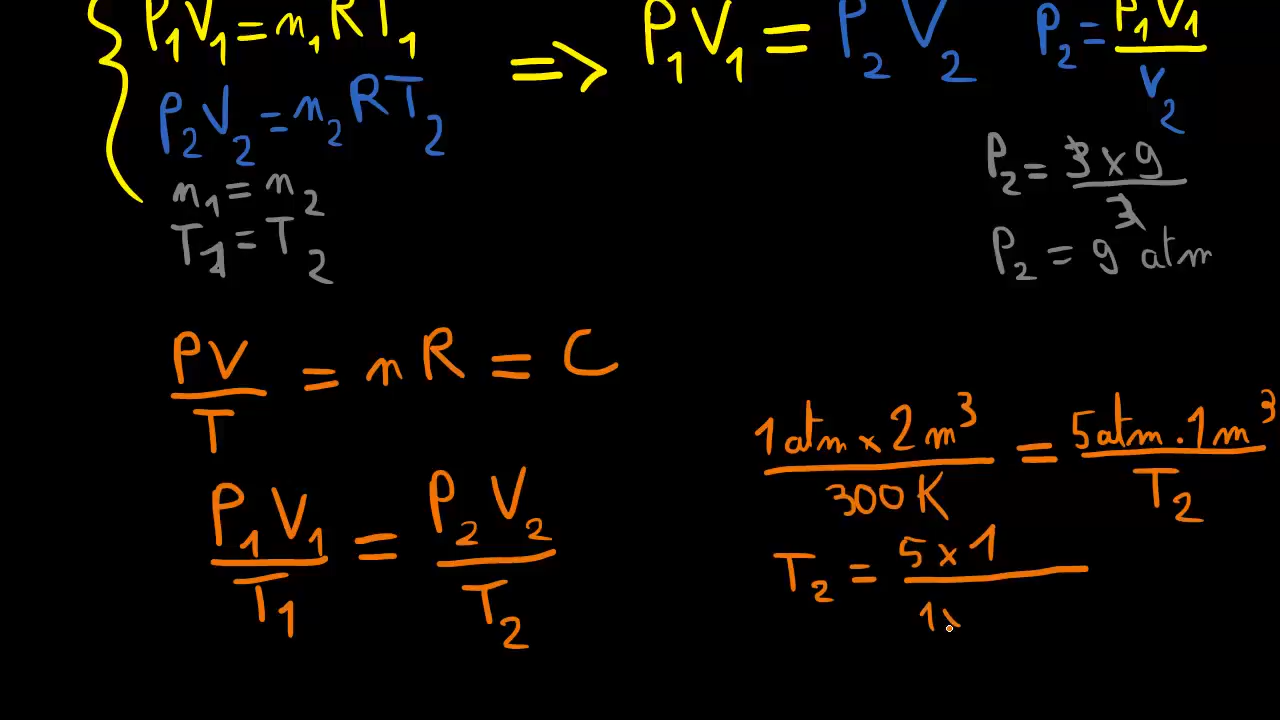 P₁V₁ = n₁RT₁ ⟹ P₁V₁ = P₂V₂
P₂V₂ = n₂RT₂
n₁ = n₂
T₁ = T₂
P₂ = P₁V₁ / V₂
P₂ = 3 × 9 / 3
P₂ = 9 atm
PV / T = nR = C
P₁V₁ / T₁ = P₂V₂ / T₂
1 atm × 2 m³ / 300 K = 5 atm . 1 m³ / T₂
T₂ = 5 × 1 / 1×